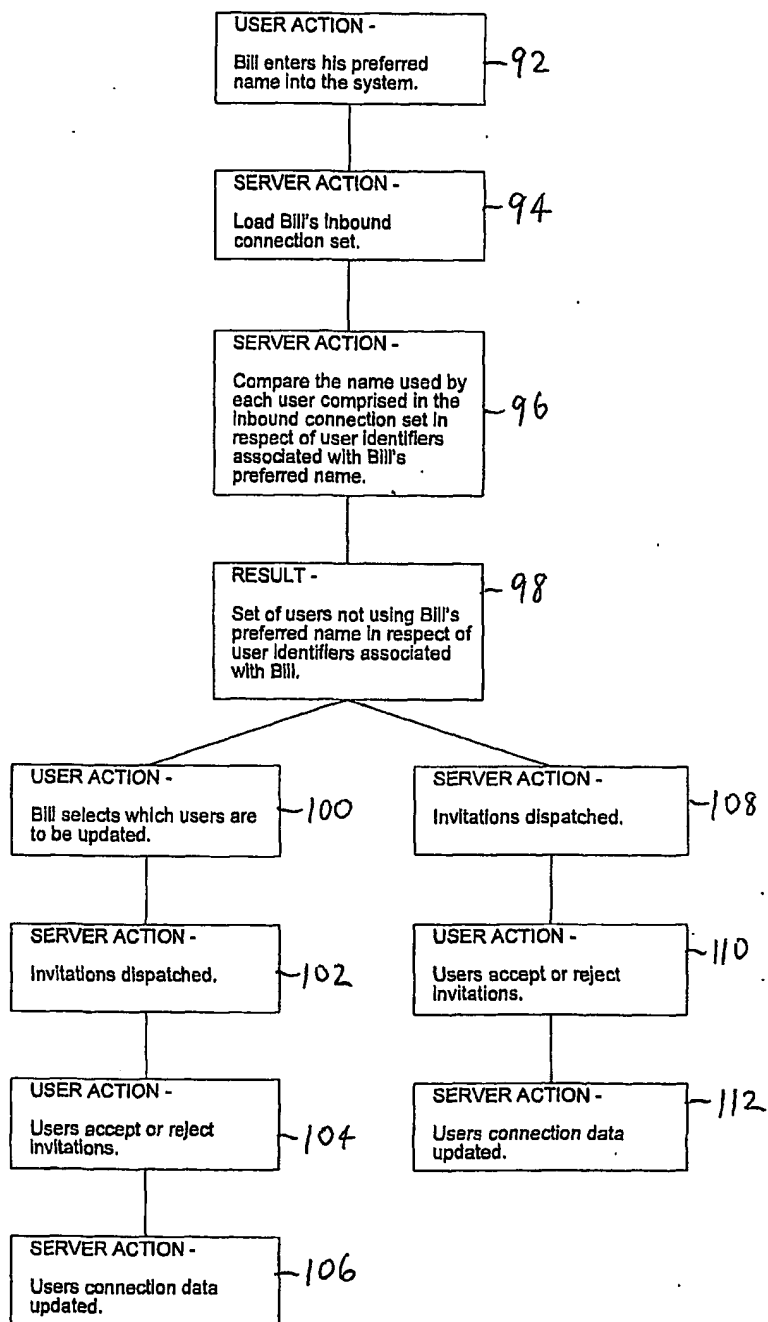 USER ACTION -
Bill enters his preferred
name into the system.
92
SERVER ACTION -
Load Bill's inbound
connection set.
94
SERVER ACTION -
Compare the name used by
each user comprised in the
inbound connection set in
respect of user identifiers
associated with Bill's
preferred name.
96
RESULT -
Set of users not using Bill's
preferred name in respect of
user identifiers associated
with Bill.
98
USER ACTION -
Bill selects which users are
to be updated.
100
SERVER ACTION -
Invitations dispatched.
102
USER ACTION -
Users accept or reject
invitations.
104
SERVER ACTION -
Users connection data
updated.
106
SERVER ACTION -
Invitations dispatched.
108
USER ACTION -
Users accept or reject
invitations.
110
SERVER ACTION -
Users connection data
updated.
112